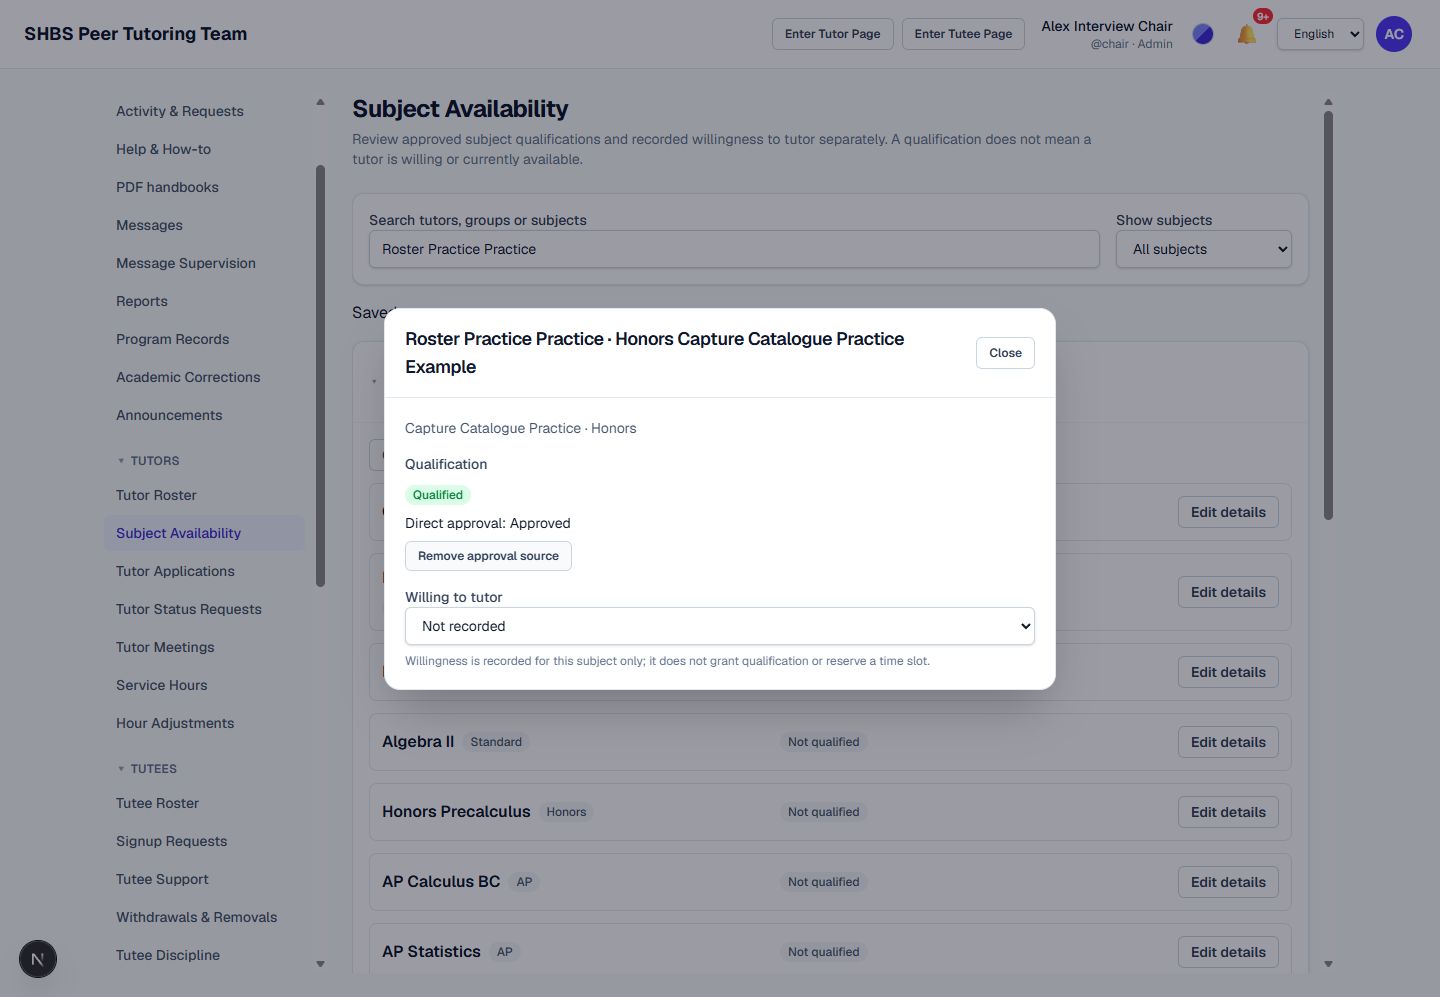 SHBS Peer Tutoring Team
Enter Tutor Page
Enter Tutee Page
Alex Interview Chair
@chair · Admin
9+
English
AC
Activity & Requests
Help & How-to
PDF handbooks
Messages
Message Supervision
Reports
Program Records
Academic Corrections
Announcements
TUTORS
Tutor Roster
Subject Availability
Tutor Applications
Tutor Status Requests
Tutor Meetings
Service Hours
Hour Adjustments
TUTEES
Tutee Roster
Signup Requests
Tutee Support
Withdrawals & Removals
Tutee Discipline
N
Subject Availability
Review approved subject qualifications and recorded willingness to tutor separately. A qualification does not mean a
tutor is willing or currently available.
Search tutors, groups or subjects
Show subjects
Roster Practice Practice
All subjects
Roster Practice Practice · Honors Capture Catalogue Practice
Example
Close
Capture Catalogue Practice · Honors
Qualification
Qualified
Direct approval: Approved
Remove approval source
Willing to tutor
Not recorded
Willingness is recorded for this subject only; it does not grant qualification or reserve a time slot.
Edit details
Edit details
Edit details
Algebra II Standard Not qualified Edit details
Honors Precalculus Honors Not qualified Edit details
AP Calculus BC AP Not qualified Edit details
AP Statistics AP Not qualified Edit details